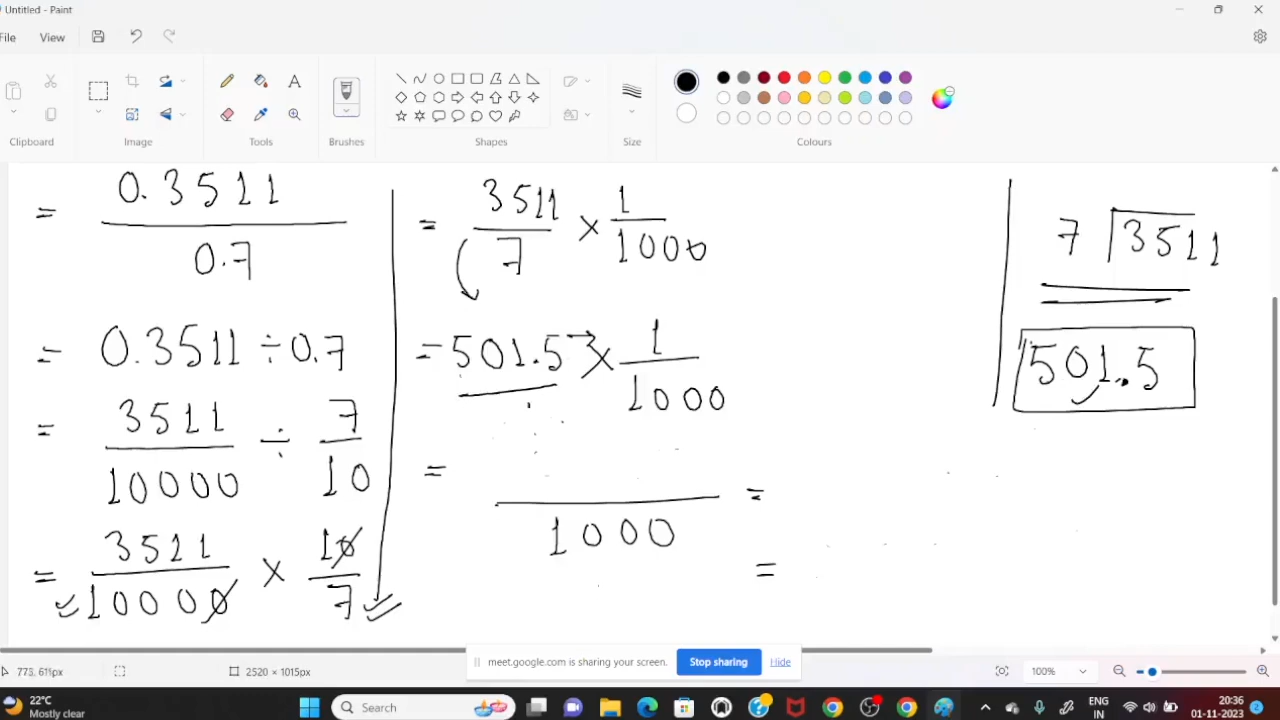 Untitled - Paint
File View
Clipboard Image Tools Brushes Shapes Size Colours
= 0.3511 / 0.7
= 0.3511 ÷ 0.7
= 3511 / 10000 ÷ 7 / 10
= 3511 / 10000 × 10 / 7
= 3511 / 7 × 1 / 1000
= 501.5 × 1 / 1000
= / 1000 =
=
7 3511
501.5
meet.google.com is sharing your screen. Stop sharing Hide
773, 611px 2520 × 1015px 100%
22°C
Mostly clear
Search
ENG
IN
20:36
01-11-2023
2